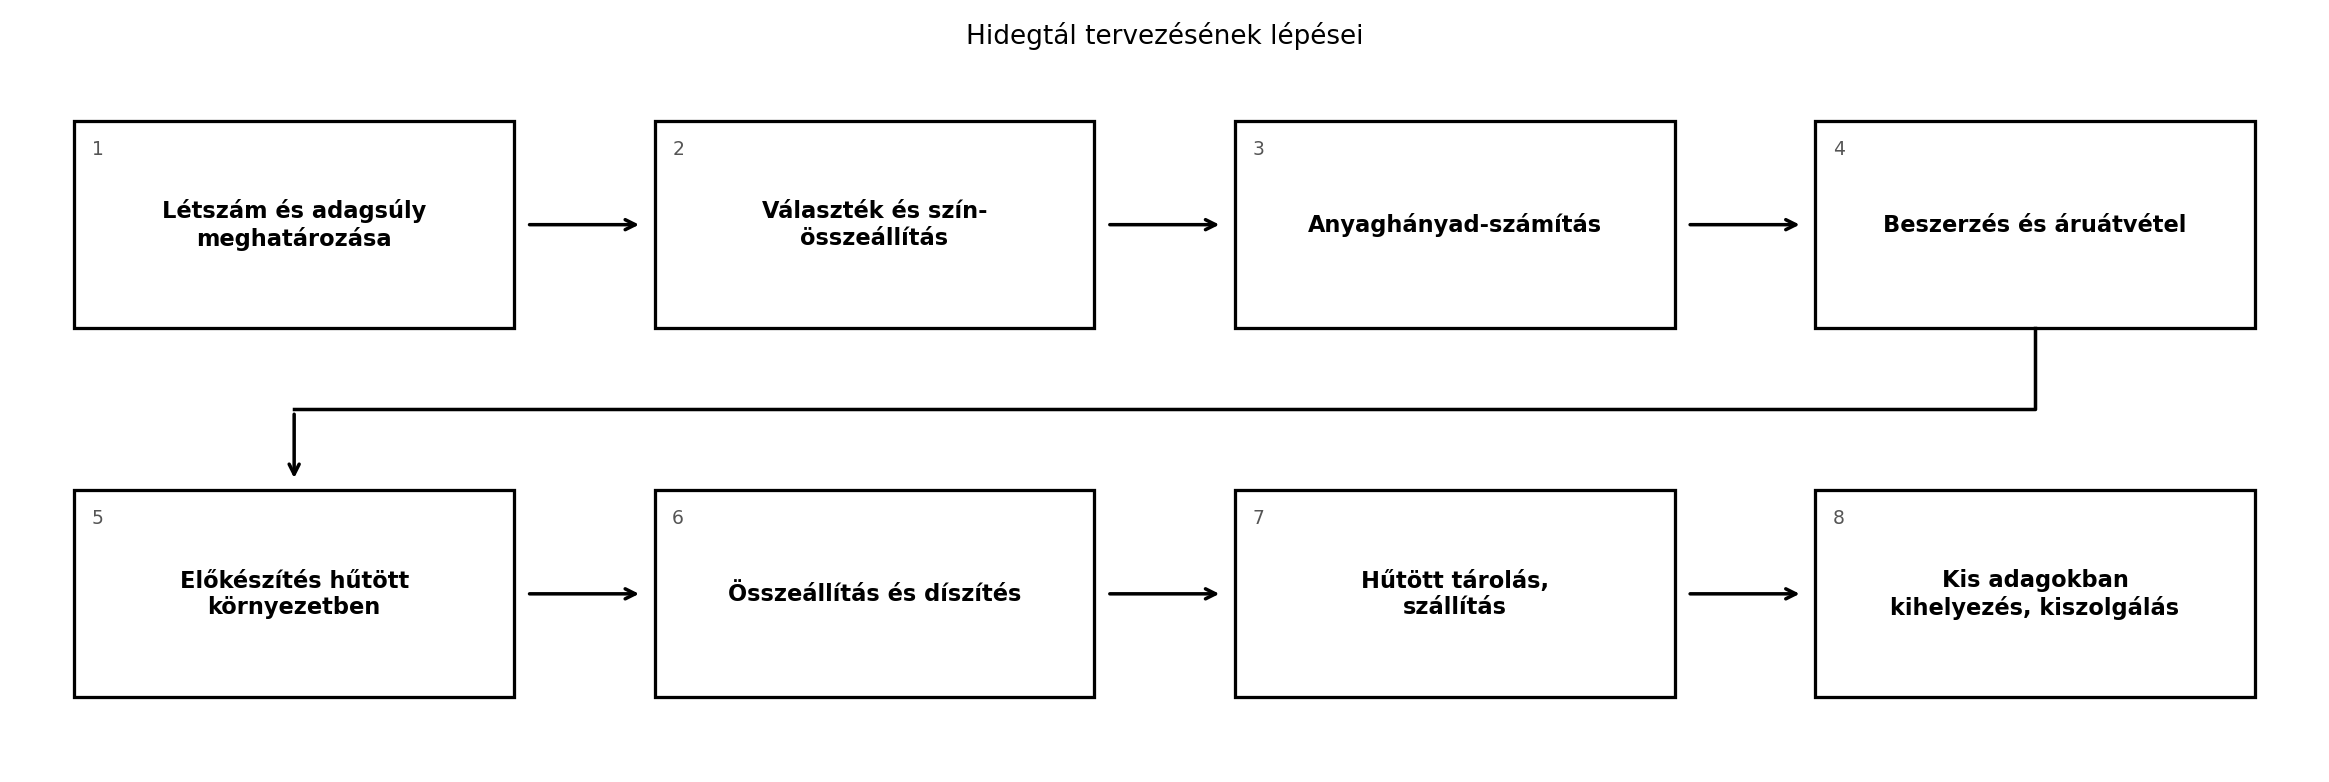 Hidegtál tervezésének lépései
1
Létszám és adagsúly
meghatározása
2
Választék és szín-
összeállítás
3
Anyaghányad-számítás
4
Beszerzés és áruátvétel
5
Előkészítés hűtött
környezetben
6
Összeállítás és díszítés
7
Hűtött tárolás,
szállítás
8
Kis adagokban
kihelyezés, kiszolgálás